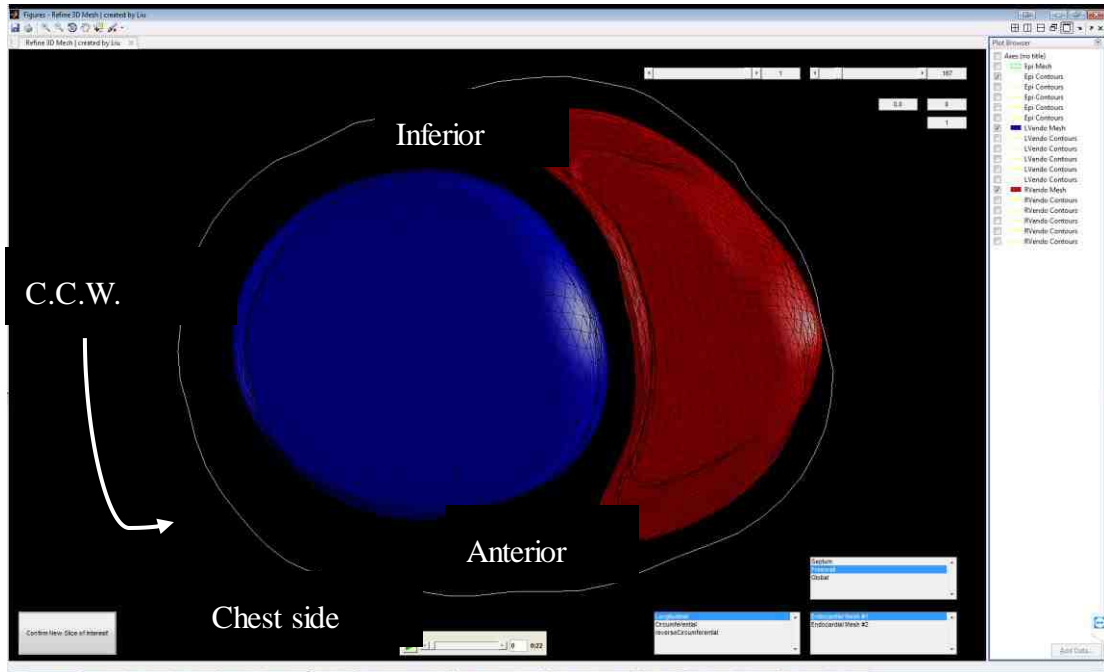 Figures - Refine 3D Mesh | created by Liu
Refine 3D Mesh | created by Liu
Plot Browser
Axes (no title)
Epi Mesh
Epi Contours
Epi Contours
Epi Contours
Epi Contours
Epi Contours
LVendo Mesh
LVendo Contours
LVendo Contours
LVendo Contours
LVendo Contours
LVendo Contours
RVendo Mesh
RVendo Contours
RVendo Contours
RVendo Contours
RVendo Contours
RVendo Contours
1
167
1
Inferior
C.C.W.
Anterior
Chest side
Septum
Global
Confirm New Slice of Interest
0
0:22
Longitudinal
Circumferential
reverseCircumferential
Endocardial Mesh #1
Endocardial Mesh #2
Add Data...